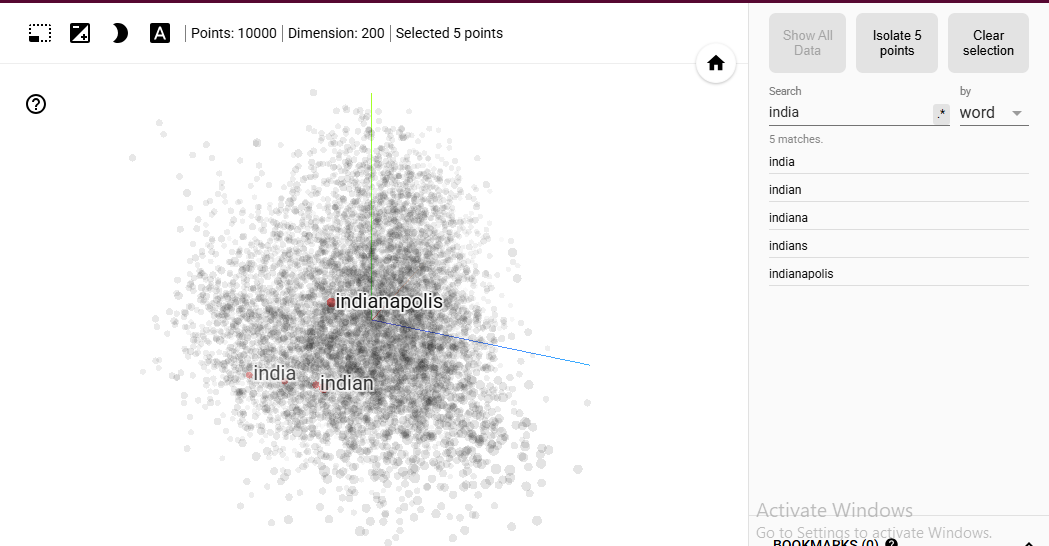 Points: 10000 | Dimension: 200 | Selected 5 points
A
Show All
Data
Isolate 5
points
Clear
selection
Search
by
india
.*
word
5 matches.
india
indian
indiana
indians
indianapolis
indianapolis
india
indian
Activate Windows
Go to Settings to activate Windows.
BOOKMARKS (0)